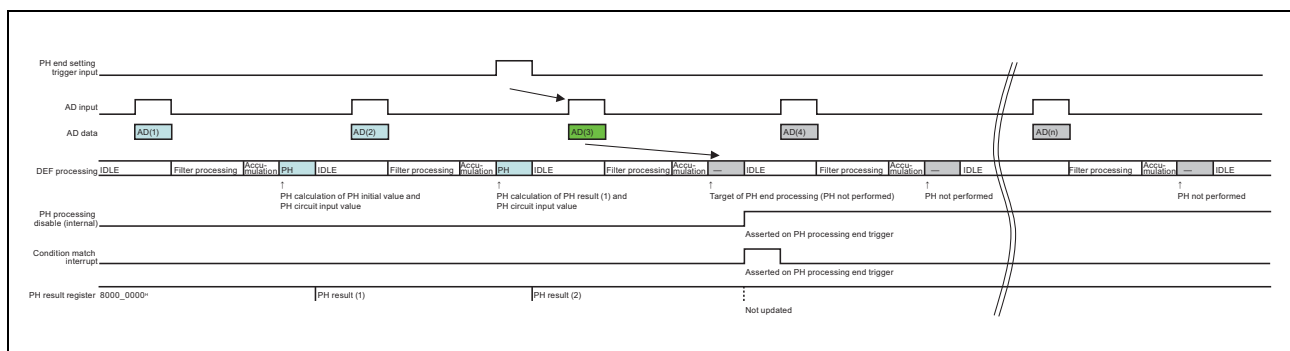 PH end setting
trigger input
AD input
AD data
AD(1)
AD(2)
AD(3)
AD(4)
AD(n)
DEF processing
IDLE
Filter processing
Accu-
mulation
PH
IDLE
Filter processing
Accu-
mulation
PH
IDLE
Filter processing
Accu-
mulation
—
IDLE
Filter processing
Accu-
mulation
—
IDLE
Filter processing
Accu-
mulation
—
IDLE
PH calculation of PH initial value and
PH circuit input value
PH calculation of PH result (1) and
PH circuit input value
Target of PH end processing (PH not performed)
PH not performed
PH not performed
PH processing
disable (internal)
Asserted on PH processing end trigger
Condition match
interrupt
Asserted on PH processing end trigger
PH result register
8000_0000ᴴ
PH result (1)
PH result (2)
Not updated